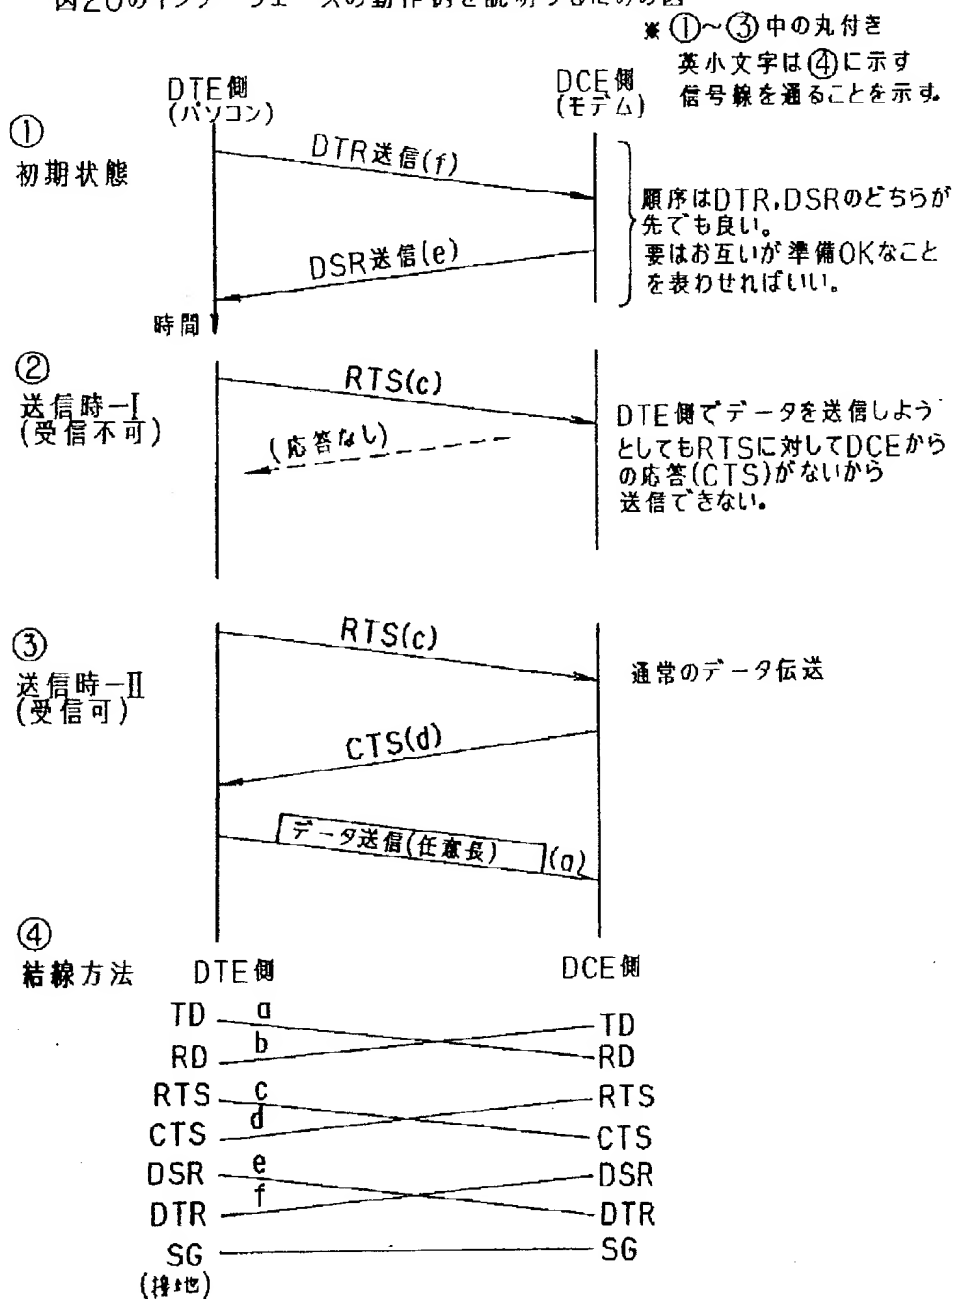 ※①〜③中の丸付き
英小文字は④に示す
信号線を通ることを示す。
DTE側
(パソコン)
DCE側
(モデム)
①
初期状態
DTR送信(f)
DSR送信(e)
順序はDTR,DSRのどちらが
先でも良い。
要はお互いが準備OKなこと
を表わせればいい。
時間
②
送信時ーI
(受信不可)
RTS(c)
(応答なし)
DTE側でデータを送信しよう
としてもRTSに対してDCEから
の応答(CTS)がないから
送信できない。
③
送信時ーII
(受信可)
RTS(c)
CTS(d)
データ送信(任意長)
(a)
通常のデータ伝送
④
結線方法
DTE側
DCE側
TD a TD
RD b RD
RTS c RTS
CTS d CTS
DSR e DSR
DTR f DTR
SG SG
(接地)